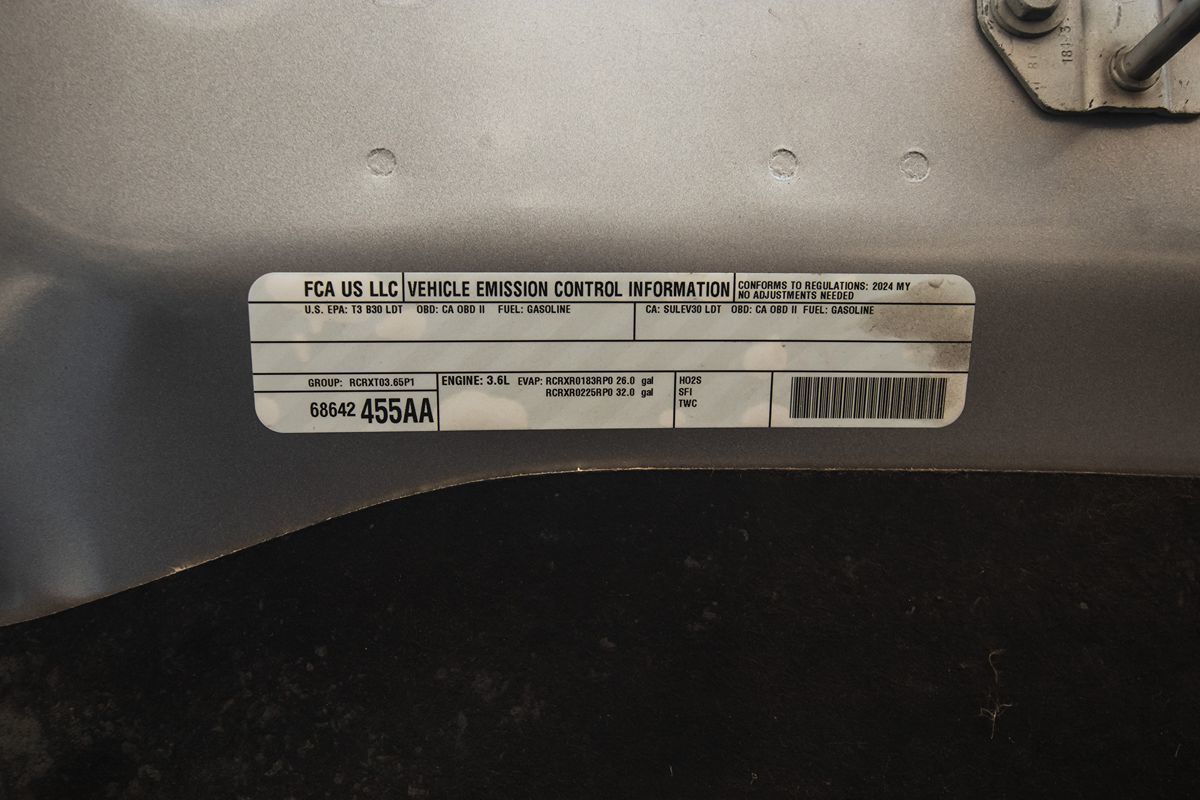 FCA US LLC
VEHICLE EMISSION CONTROL INFORMATION
CONFORMS TO REGULATIONS: 2024 MY
NO ADJUSTMENTS NEEDED
U.S. EPA: T3 B30 LDT OBD: CA OBD II FUEL: GASOLINE
CA: SULEV30 LDT OBD: CA OBD II FUEL: GASOLINE
GROUP: RCRXT03.65P1
68642 455AA
ENGINE: 3.6L EVAP: RCRXR0183RP0 26.0 gal
RCRXR0225RP0 32.0 gal
HO2S
SFI
TWC